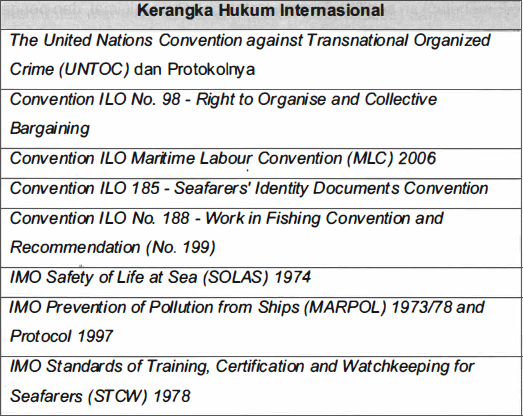 Kerangka Hukum Internasional
The United Nations Convention against Transnational Organized
Crime (UNTOC) dan Protokolnya
Convention ILO No. 98 - Right to Organise and Collective
Bargaining
Convention ILO Maritime Labour Convention (MLC) 2006
Convention ILO 185 - Seafarers' Identity Documents Convention
Convention ILO No. 188 - Work in Fishing Convention and
Recommendation (No. 199)
IMO Safety of Life at Sea (SOLAS) 1974
IMO Prevention of Pollution from Ships (MARPOL) 1973/78 and
Protocol 1997
IMO Standards of Training, Certification and Watchkeeping for
Seafarers (STCW) 1978